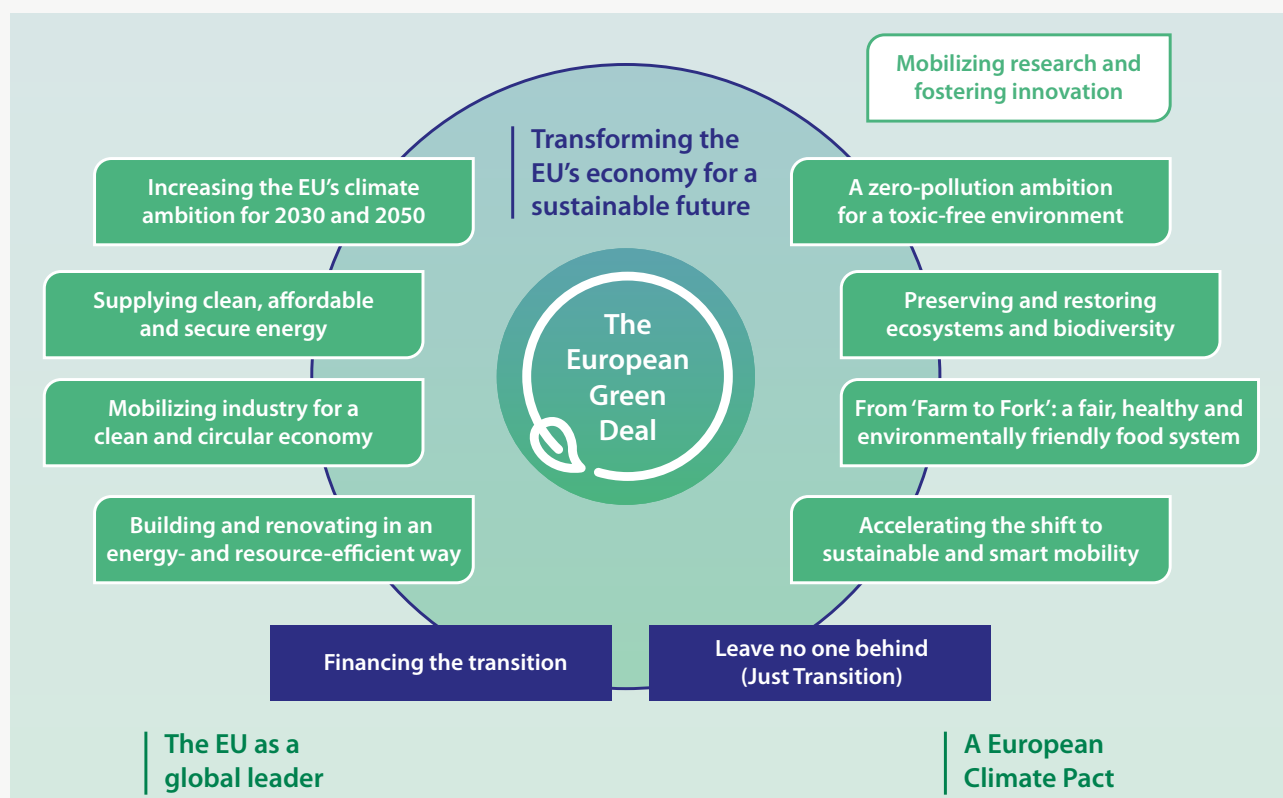 Mobilizing research and
fostering innovation
Transforming the
EU's economy for a
sustainable future
Increasing the EU's climate
ambition for 2030 and 2050
A zero-pollution ambition
for a toxic-free environment
Supplying clean, affordable
and secure energy
Preserving and restoring
ecosystems and biodiversity
The
European
Green
Deal
Mobilizing industry for a
clean and circular economy
From ‘Farm to Fork’: a fair, healthy and
environmentally friendly food system
Building and renovating in an
energy- and resource-efficient way
Accelerating the shift to
sustainable and smart mobility
Financing the transition
Leave no one behind
(Just Transition)
The EU as a
global leader
A European
Climate Pact